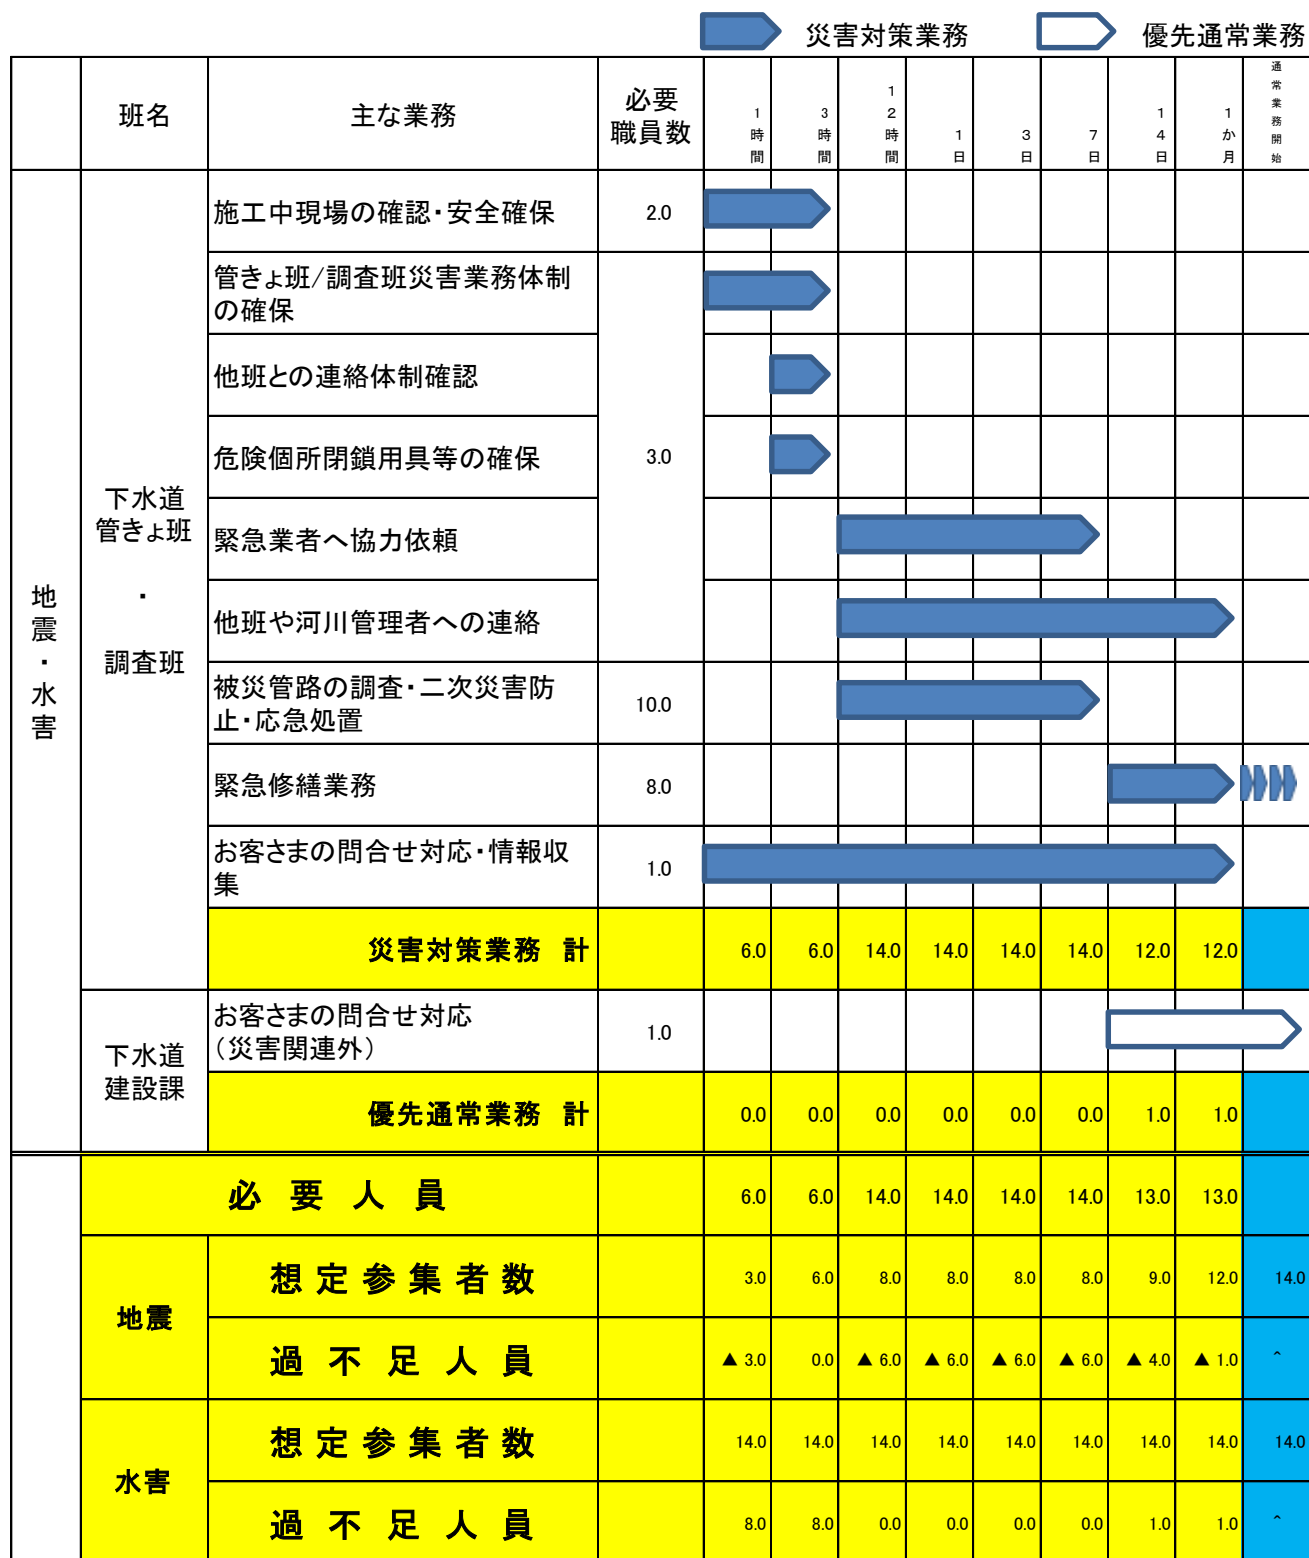 災害対策業務 優先通常業務
班名 主な業務 必要職員数 1時間 3時間 12時間 1日 3日 7日 14日 1か月 通常業務開始
地震・水害
下水道
管きょ班
・
調査班
施工中現場の確認・安全確保 2.0
管きょ班/調査班災害業務体制
の確保
他班との連絡体制確認
危険個所閉鎖用具等の確保 3.0
緊急業者へ協力依頼
他班や河川管理者への連絡
被災管路の調査・二次災害防
止・応急処置 10.0
緊急修繕業務 8.0
お客さまの問合せ対応・情報収
集 1.0
災害対策業務 計 6.0 6.0 14.0 14.0 14.0 14.0 12.0 12.0
下水道
建設課
お客さまの問合せ対応
（災害関連外） 1.0
優先通常業務 計 0.0 0.0 0.0 0.0 0.0 0.0 1.0 1.0
必要人員 6.0 6.0 14.0 14.0 14.0 14.0 13.0 13.0
地震
想定参集者数 3.0 6.0 8.0 8.0 8.0 8.0 9.0 12.0 14.0
過不足人員 ▲ 3.0 0.0 ▲ 6.0 ▲ 6.0 ▲ 6.0 ▲ 6.0 ▲ 4.0 ▲ 1.0 ^
水害
想定参集者数 14.0 14.0 14.0 14.0 14.0 14.0 14.0 14.0 14.0
過不足人員 8.0 8.0 0.0 0.0 0.0 0.0 1.0 1.0 ^